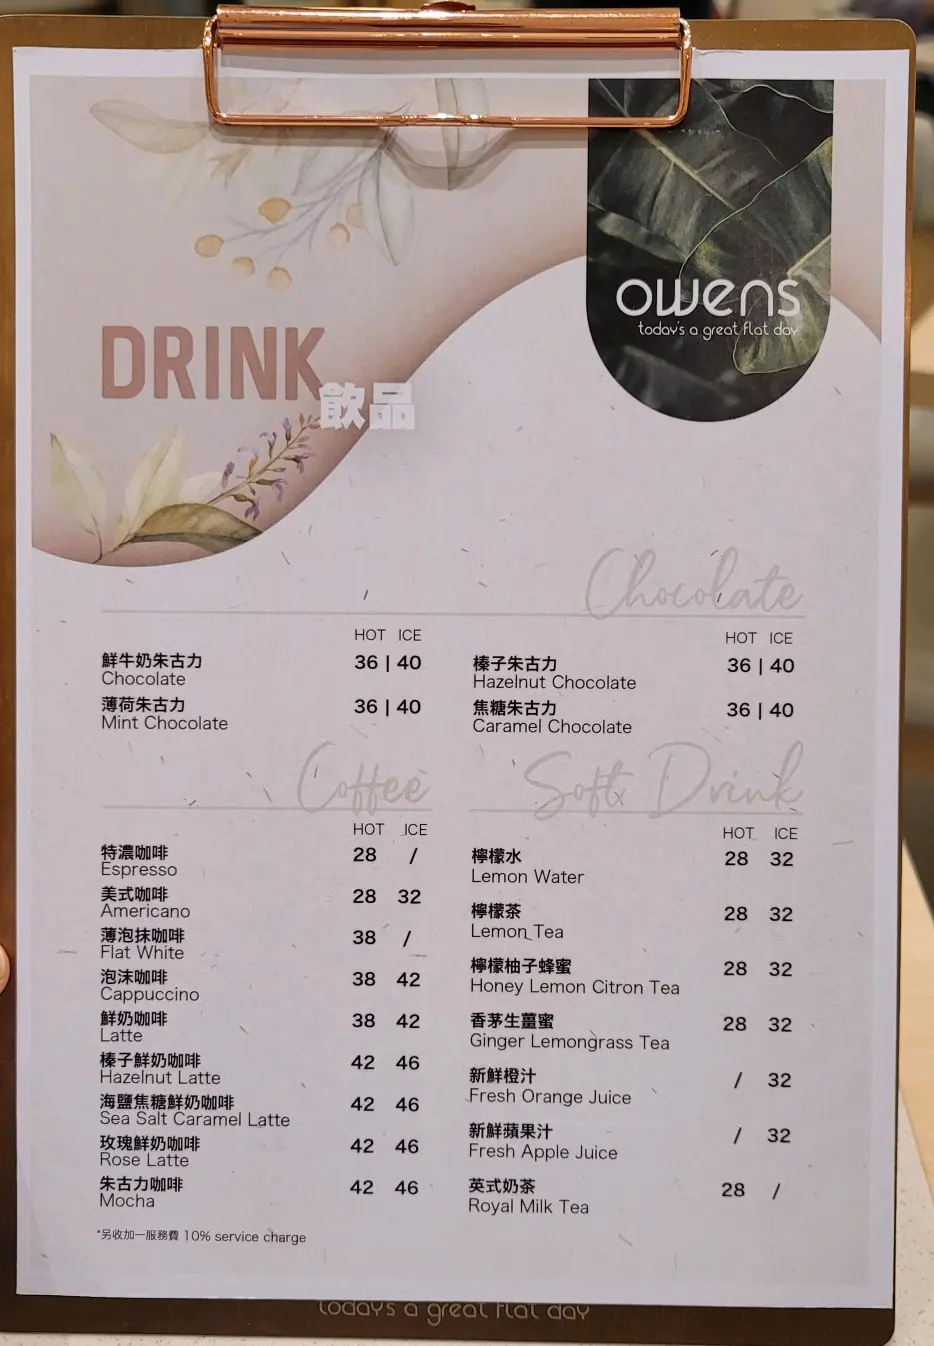 owens
today's a great flat day
DRINK
飲品
Chocolate
HOT ICE
鮮牛奶朱古力 36 | 40
Chocolate
薄荷朱古力 36 | 40
Mint Chocolate
HOT ICE
榛子朱古力 36 | 40
Hazelnut Chocolate
焦糖朱古力 36 | 40
Caramel Chocolate
Coffee
HOT ICE
特濃咖啡 28 /
Espresso
美式咖啡 28 32
Americano
薄泡抹咖啡 38 /
Flat White
泡沫咖啡 38 42
Cappuccino
鮮奶咖啡 38 42
Latte
榛子鮮奶咖啡 42 46
Hazelnut Latte
海鹽焦糖鮮奶咖啡 42 46
Sea Salt Caramel Latte
玫瑰鮮奶咖啡 42 46
Rose Latte
朱古力咖啡 42 46
Mocha
*另收加一服務費 10% service charge
Soft Drink
HOT ICE
檸檬水 28 32
Lemon Water
檸檬茶 28 32
Lemon Tea
檸檬柚子蜂蜜 28 32
Honey Lemon Citron Tea
香茅生薑蜜 28 32
Ginger Lemongrass Tea
新鮮橙汁 / 32
Fresh Orange Juice
新鮮蘋果汁 / 32
Fresh Apple Juice
英式奶茶 28 /
Royal Milk Tea
today's a great flat day